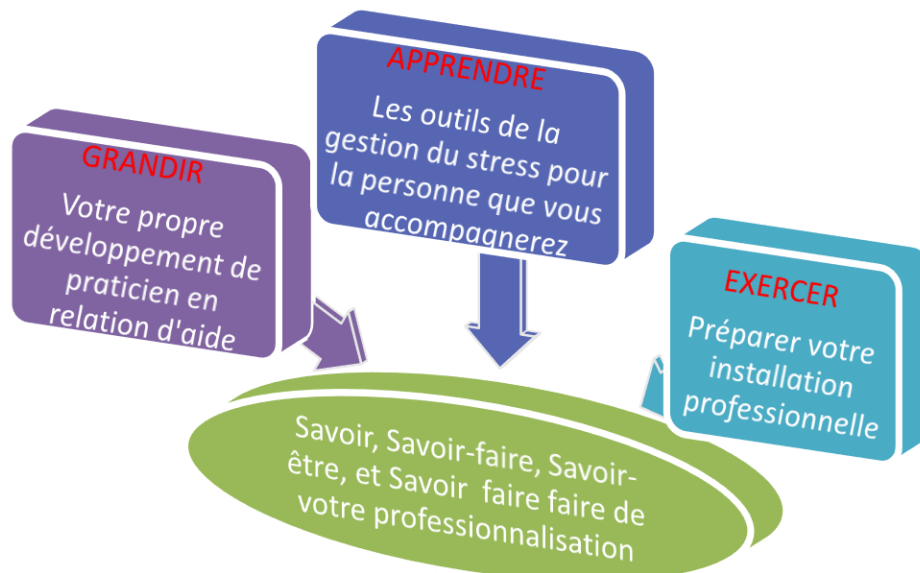 GRANDIR
Votre propre
développement de
praticien en
relation d'aide
APPRENDRE
Les outils de la
gestion du stress pour
la personne que vous
accompagnerez
EXERCER
Préparer votre
installation
professionnelle
Savoir, Savoir-faire, Savoir-
être, et Savoir  faire faire de
votre professionnalisation